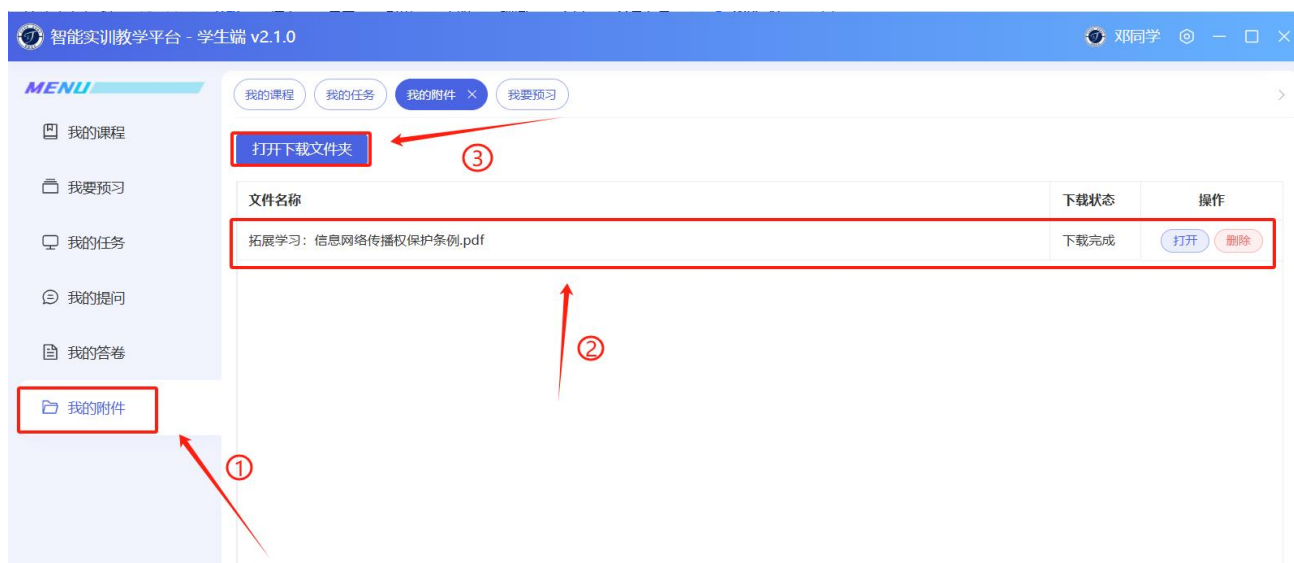 智能实训教学平台 - 学生端 v2.1.0 邓同学
MENU
我的课程 我的任务 我的附件 × 我要预习
我的课程
我要预习
我的任务
我的提问
我的答卷
我的附件
打开下载文件夹
③
文件名称 下载状态 操作
拓展学习：信息网络传播权保护条例.pdf 下载完成 打开 删除
②
①